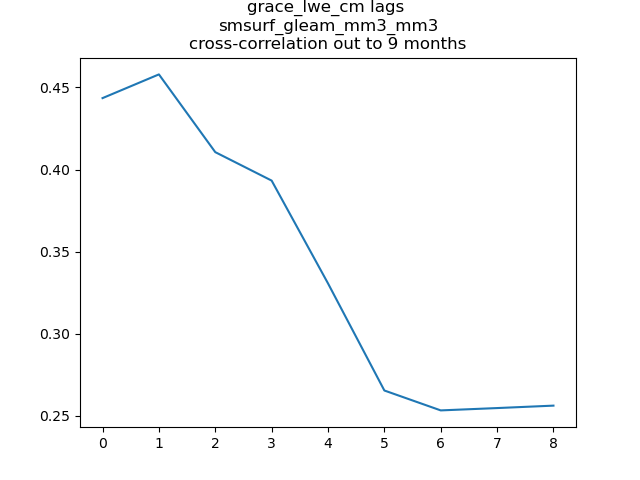 grace_lwe_cm lags
smsurf_gleam_mm3_mm3
cross-correlation out to 9 months
0.45
0.40
0.35
0.30
0.25
0 1 2 3 4 5 6 7 8